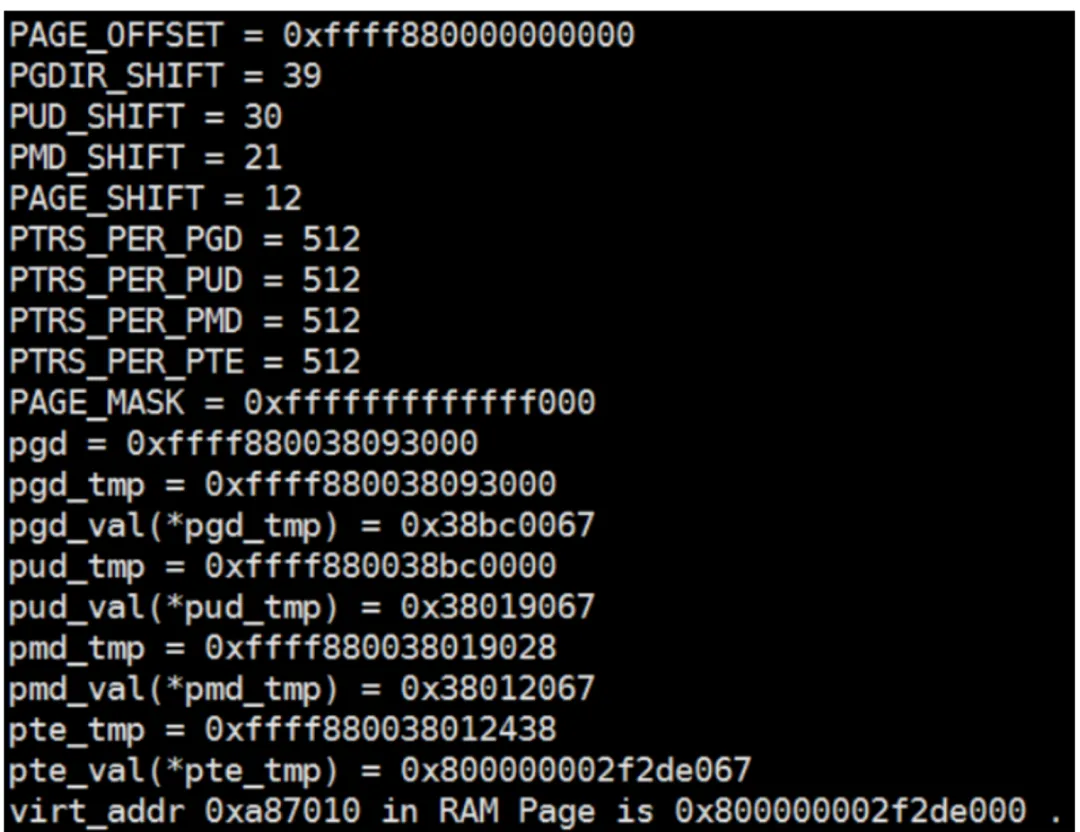 PAGE_OFFSET = 0xffff880000000000
PGDIR_SHIFT = 39
PUD_SHIFT = 30
PMD_SHIFT = 21
PAGE_SHIFT = 12
PTRS_PER_PGD = 512
PTRS_PER_PUD = 512
PTRS_PER_PMD = 512
PTRS_PER_PTE = 512
PAGE_MASK = 0xfffffffffffff000
pgd = 0xffff880038093000
pgd_tmp = 0xffff880038093000
pgd_val(*pgd_tmp) = 0x38bc0067
pud_tmp = 0xffff880038bc0000
pud_val(*pud_tmp) = 0x38019067
pmd_tmp = 0xffff880038019028
pmd_val(*pmd_tmp) = 0x38012067
pte_tmp = 0xffff880038012438
pte_val(*pte_tmp) = 0x800000002f2de067
virt_addr 0xa87010 in RAM Page is 0x800000002f2de000 .